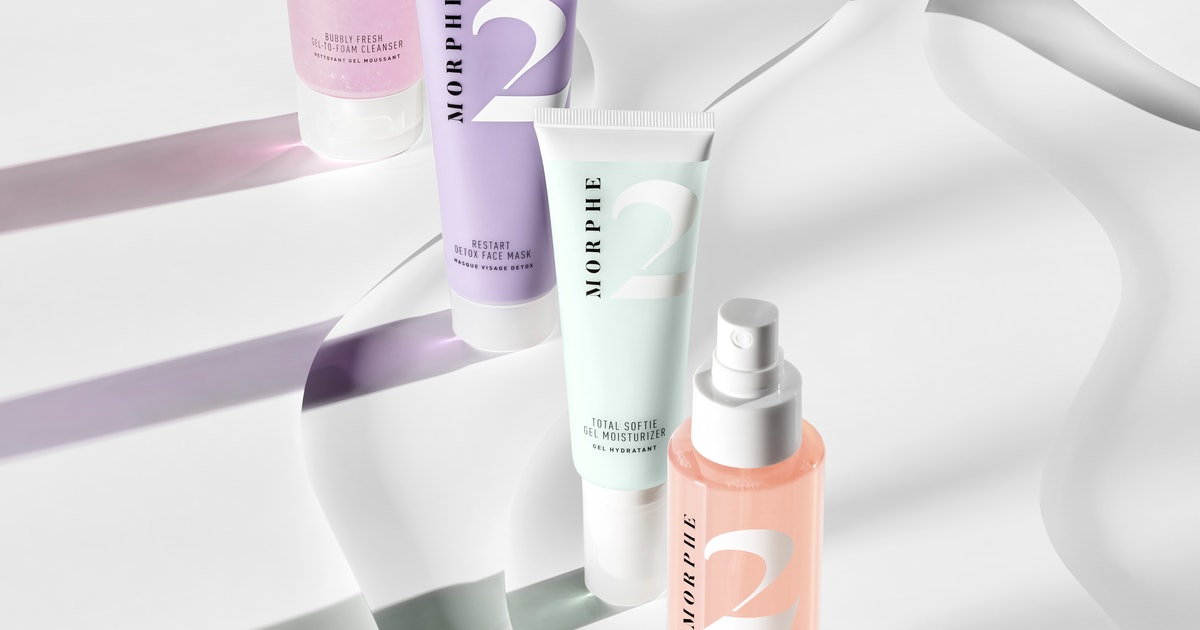 BUBBLY FRESH
GEL-TO-FOAM CLEANSER
NETTOYANT GEL MOUSSANT
MORPHE
2
RESTART
DETOX FACE MASK
MASQUE VISAGE DETOX
MORPHE
2
TOTAL SOFTIE
GEL MOISTURIZER
GEL HYDRATANT
MORPHE
2